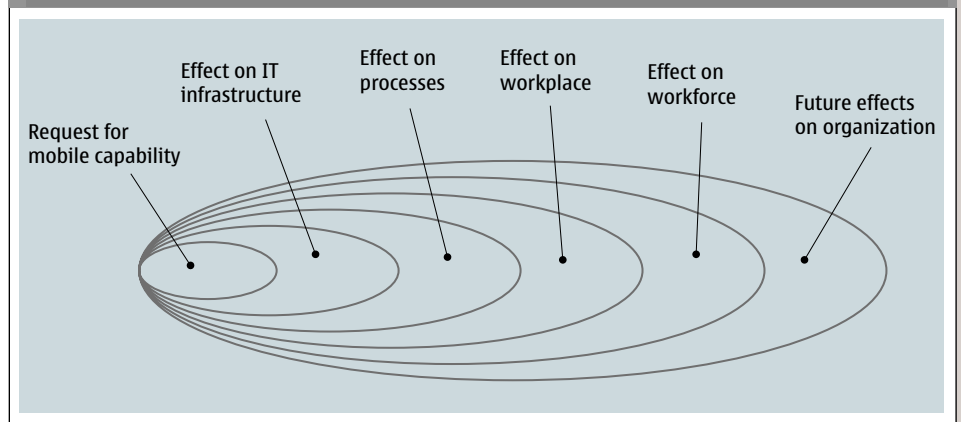 Request for
mobile capability
Effect on IT
infrastructure
Effect on
processes
Effect on
workplace
Effect on
workforce
Future effects
on organization